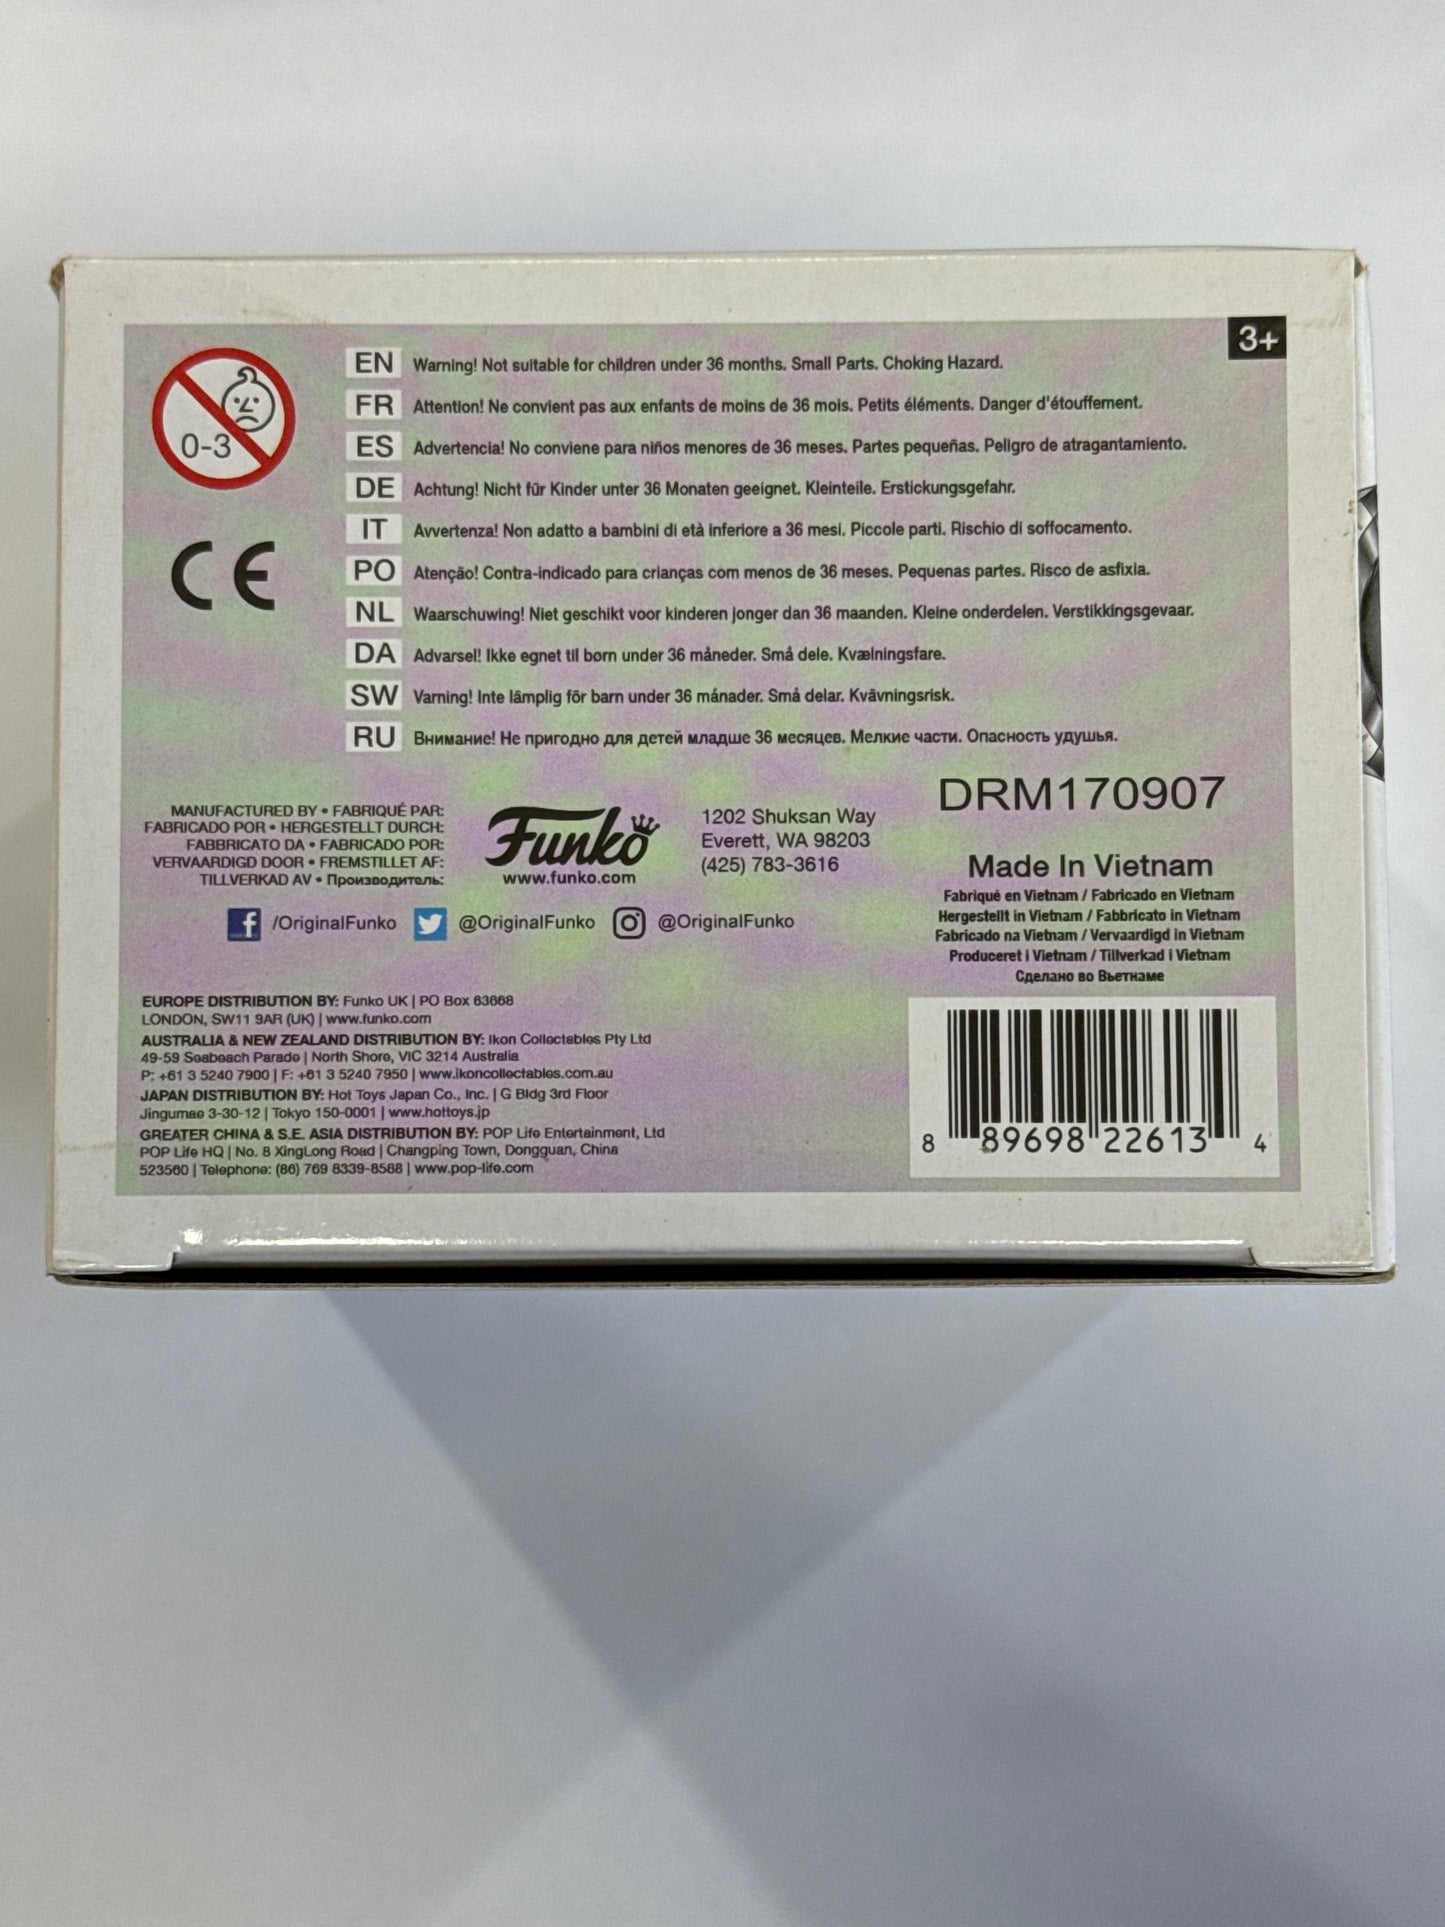 3+
0-3
EN Warning! Not suitable for children under 36 months. Small Parts. Choking Hazard.
FR Attention! Ne convient pas aux enfants de moins de 36 mois. Petits éléments. Danger d'étouffement.
ES Advertencia! No conviene para niños menores de 36 meses. Partes pequeñas. Peligro de atragantamiento.
DE Achtung! Nicht für Kinder unter 36 Monaten geeignet. Kleinteile. Erstickungsgefahr.
IT Avvertenza! Non adatto a bambini di età inferiore a 36 mesi. Piccole parti. Rischio di soffocamento.
PO Atenção! Contra-indicado para crianças com menos de 36 meses. Pequenas partes. Risco de asfixia.
NL Waarschuwing! Niet geschikt voor kinderen jonger dan 36 maanden. Kleine onderdelen. Verstikkingsgevaar.
DA Advarsel! Ikke egnet til børn under 36 måneder. Små dele. Kvælningsfare.
SW Varning! Inte lämplig för barn under 36 månader. Små delar. Kvävningsrisk.
RU Внимание! Не пригодно для детей младше 36 месяцев. Мелкие части. Опасность удушья.
CE
MANUFACTURED BY • FABRIQUÉ PAR:
FABRICADO POR • HERGESTELLT DURCH:
FABBRICATO DA • FABRICADO POR:
VERVAARDIGD DOOR • FREMSTILLET AF:
TILLVERKAD AV • Производитель:
Funko
www.funko.com
1202 Shuksan Way
Everett, WA 98203
(425) 783-3616
/OriginalFunko @OriginalFunko @OriginalFunko
DRM170907
Made In Vietnam
Fabriqué en Vietnam / Fabricado en Vietnam
Hergestellt in Vietnam / Fabbricato in Vietnam
Fabricado na Vietnam / Vervaardigd in Vietnam
Produceret i Vietnam / Tillverkad i Vietnam
Сделано во Вьетнаме
EUROPE DISTRIBUTION BY: Funko UK | PO Box 63668
LONDON, SW11 9AR (UK) | www.funko.com
AUSTRALIA & NEW ZEALAND DISTRIBUTION BY: Ikon Collectables Pty Ltd
49-59 Seabeach Parade | North Shore, VIC 3214 Australia
P: +61 3 5240 7900 | F: +61 3 5240 7950 | www.ikoncollectables.com.au
JAPAN DISTRIBUTION BY: Hot Toys Japan Co., Inc. | G Bldg 3rd Floor
Jingumae 3-30-12 | Tokyo 150-0001 | www.hottoys.jp
GREATER CHINA & S.E. ASIA DISTRIBUTION BY: POP Life Entertainment, Ltd
POP Life HQ | No. 8 XingLong Road | Changping Town, Dongguan, China
523560 | Telephone: (86) 769 8339-8588 | www.pop-life.com
8 89698 22613 4